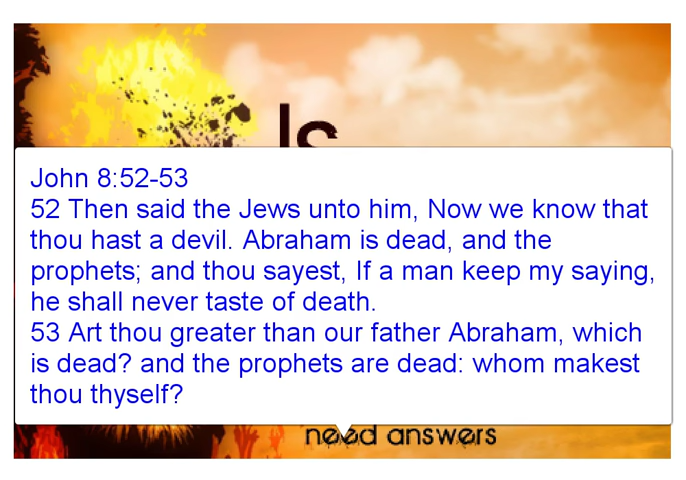 Is
John 8:52-53
52 Then said the Jews unto him, Now we know that
thou hast a devil. Abraham is dead, and the
prophets; and thou sayest, If a man keep my saying,
he shall never taste of death.
53 Art thou greater than our father Abraham, which
is dead? and the prophets are dead: whom makest
thou thyself?
need answers